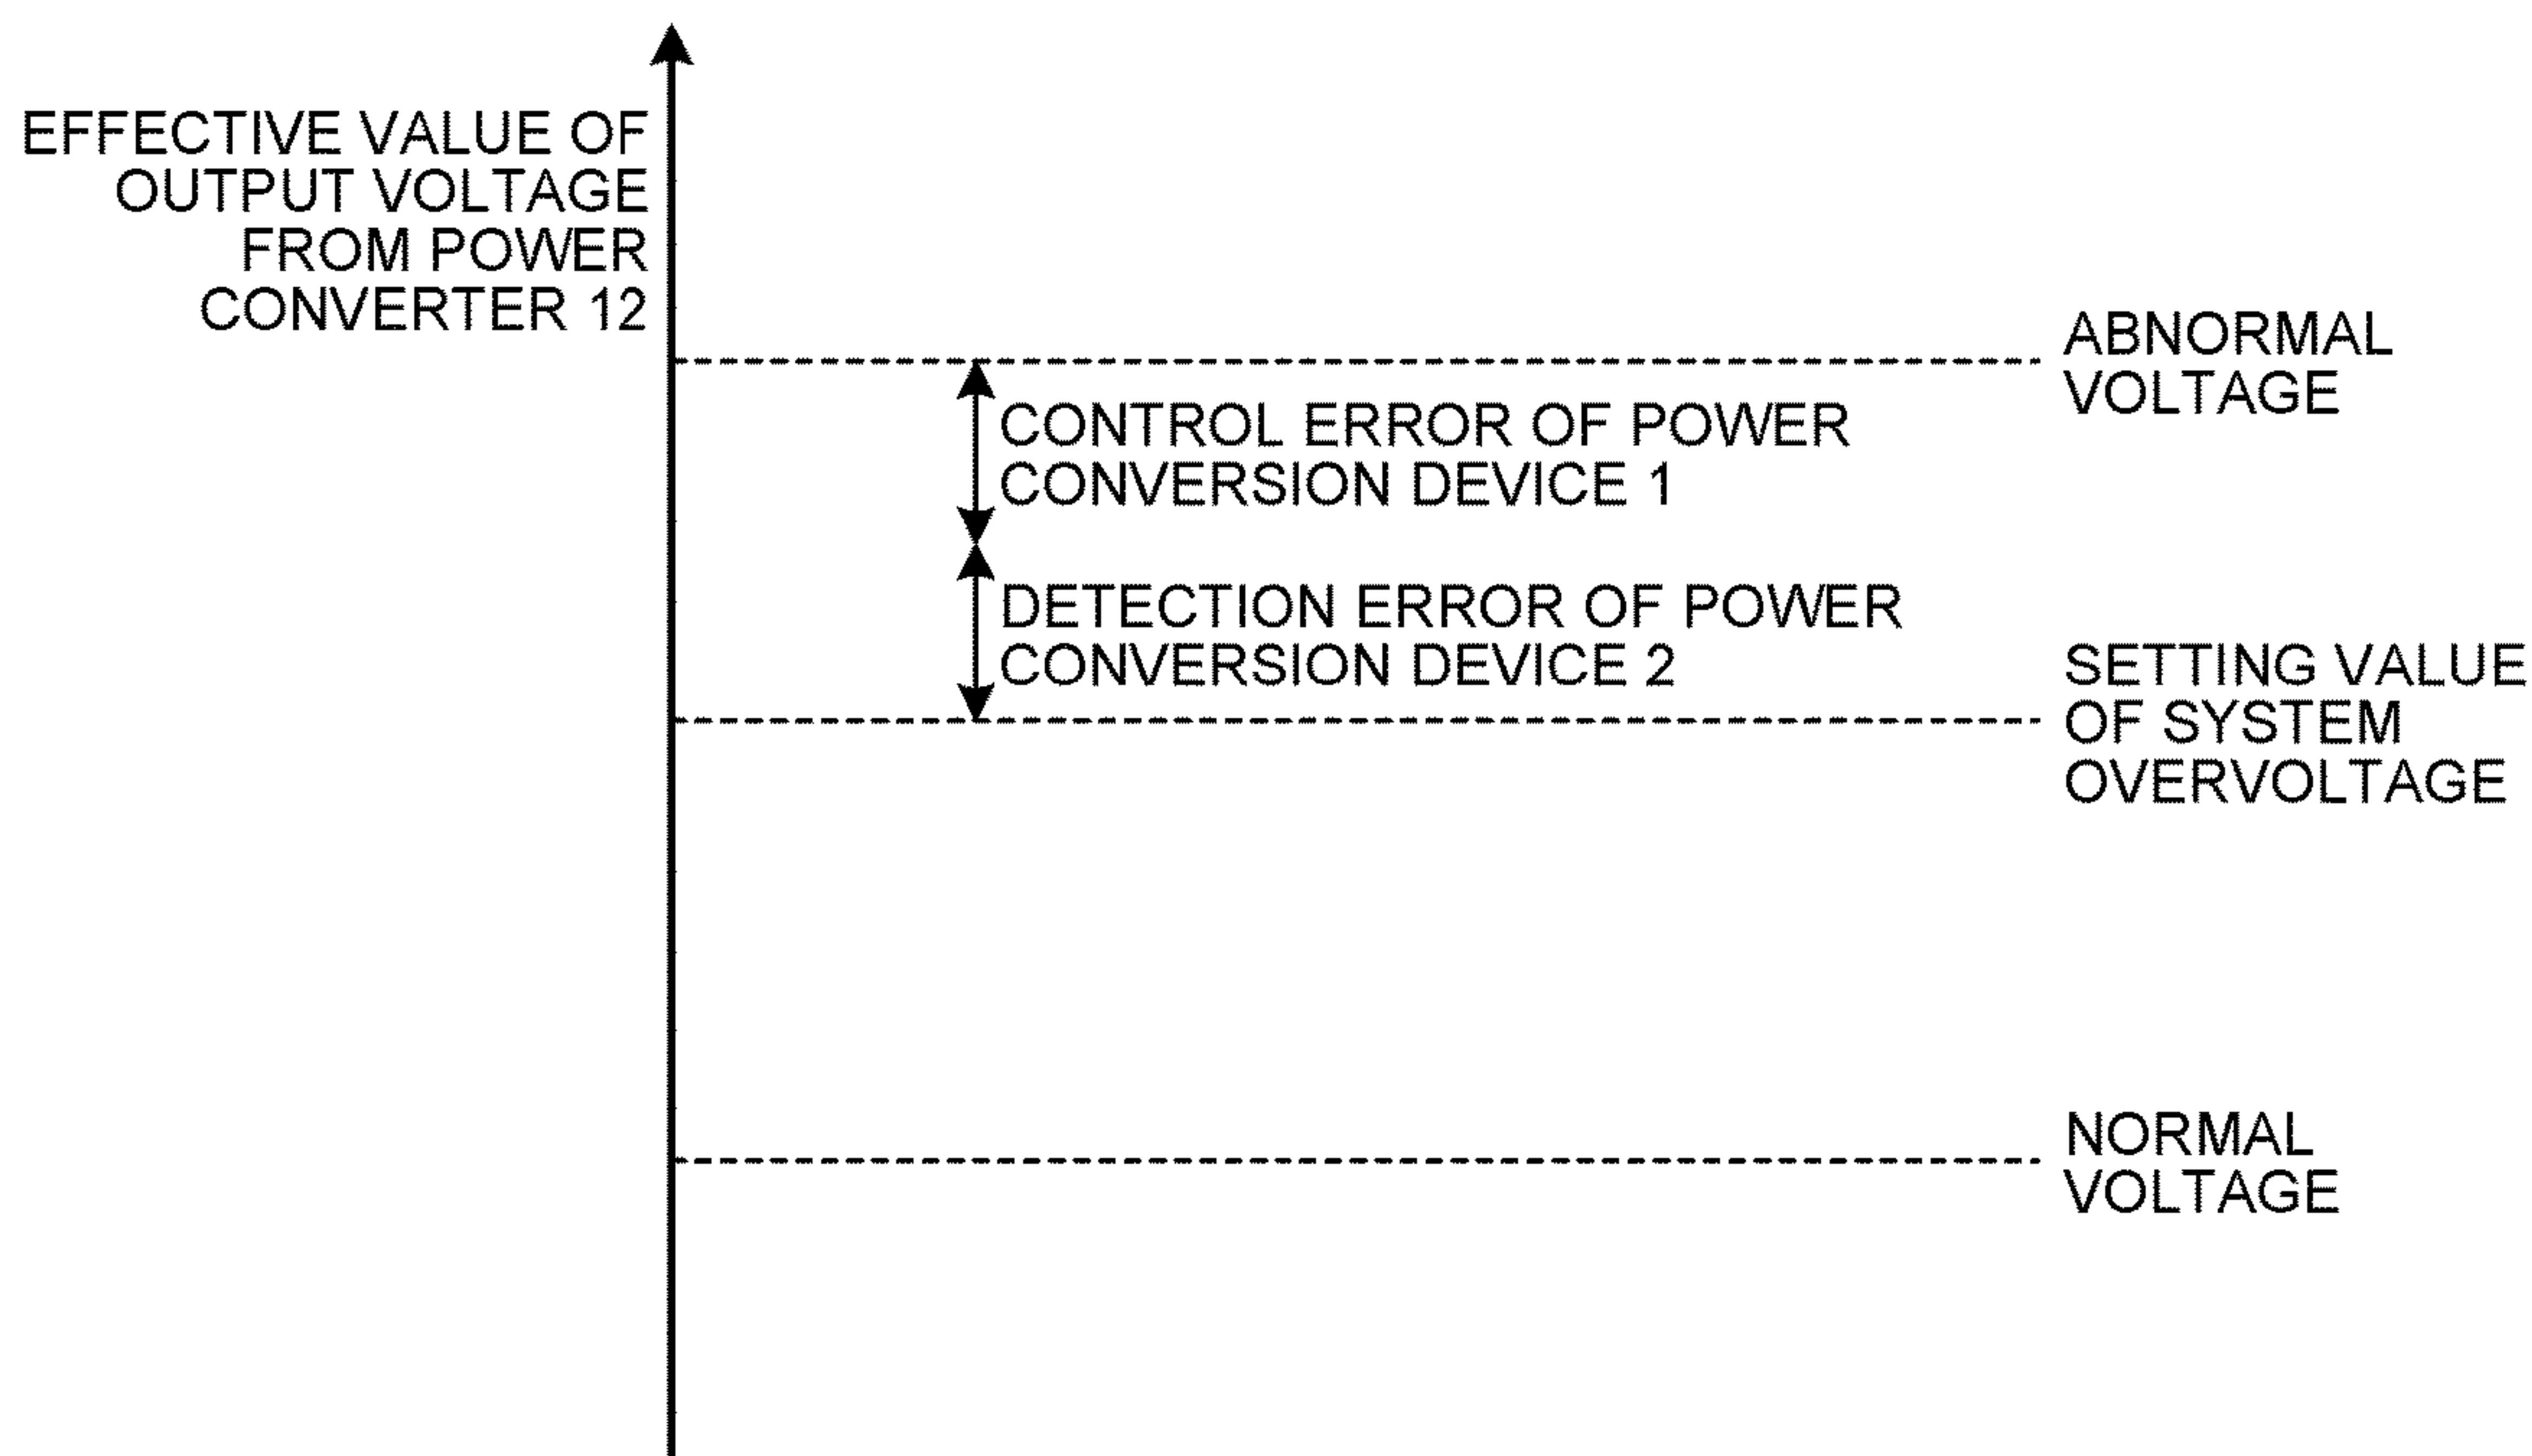 EFFECTIVE VALUE OF
OUTPUT VOLTAGE
FROM POWER
CONVERTER 12
ABNORMAL
VOLTAGE
CONTROL ERROR OF POWER
CONVERSION DEVICE 1
DETECTION ERROR OF POWER
CONVERSION DEVICE 2
SETTING VALUE
OF SYSTEM
OVERVOLTAGE
NORMAL
VOLTAGE